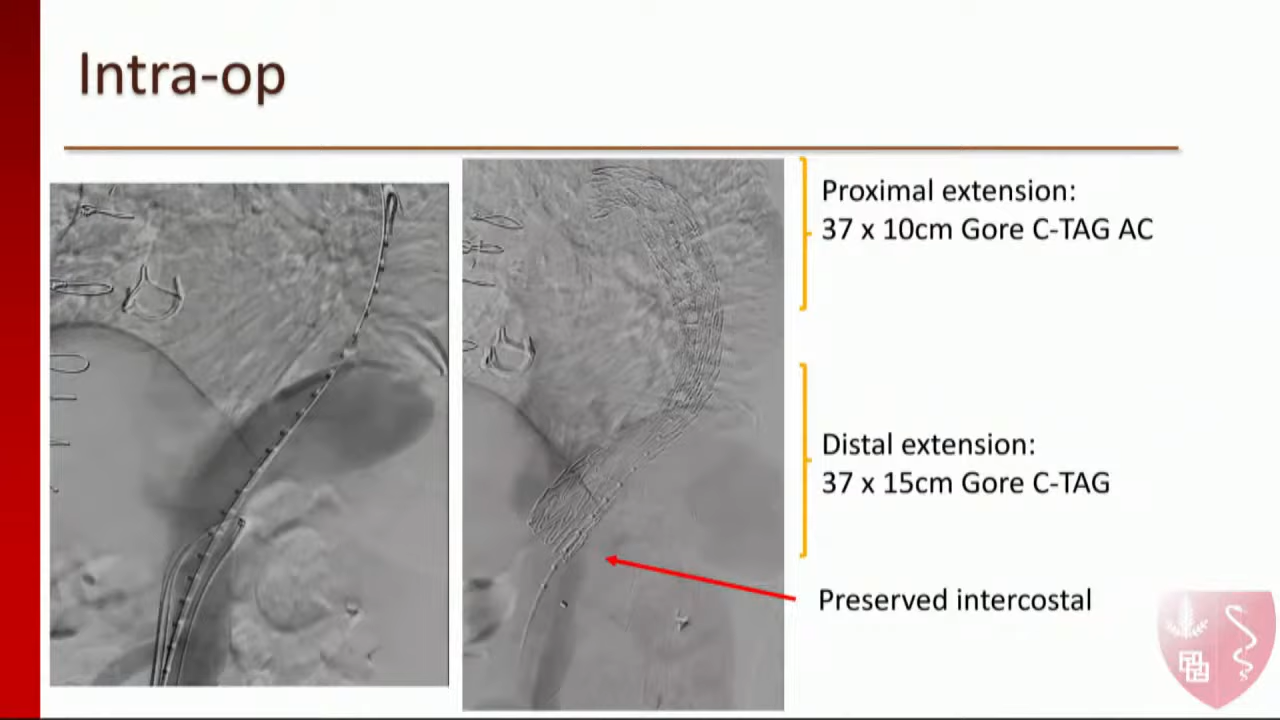 Intra-op
Proximal extension:
37 x 10cm Gore C-TAG AC
Distal extension:
37 x 15cm Gore C-TAG
Preserved intercostal